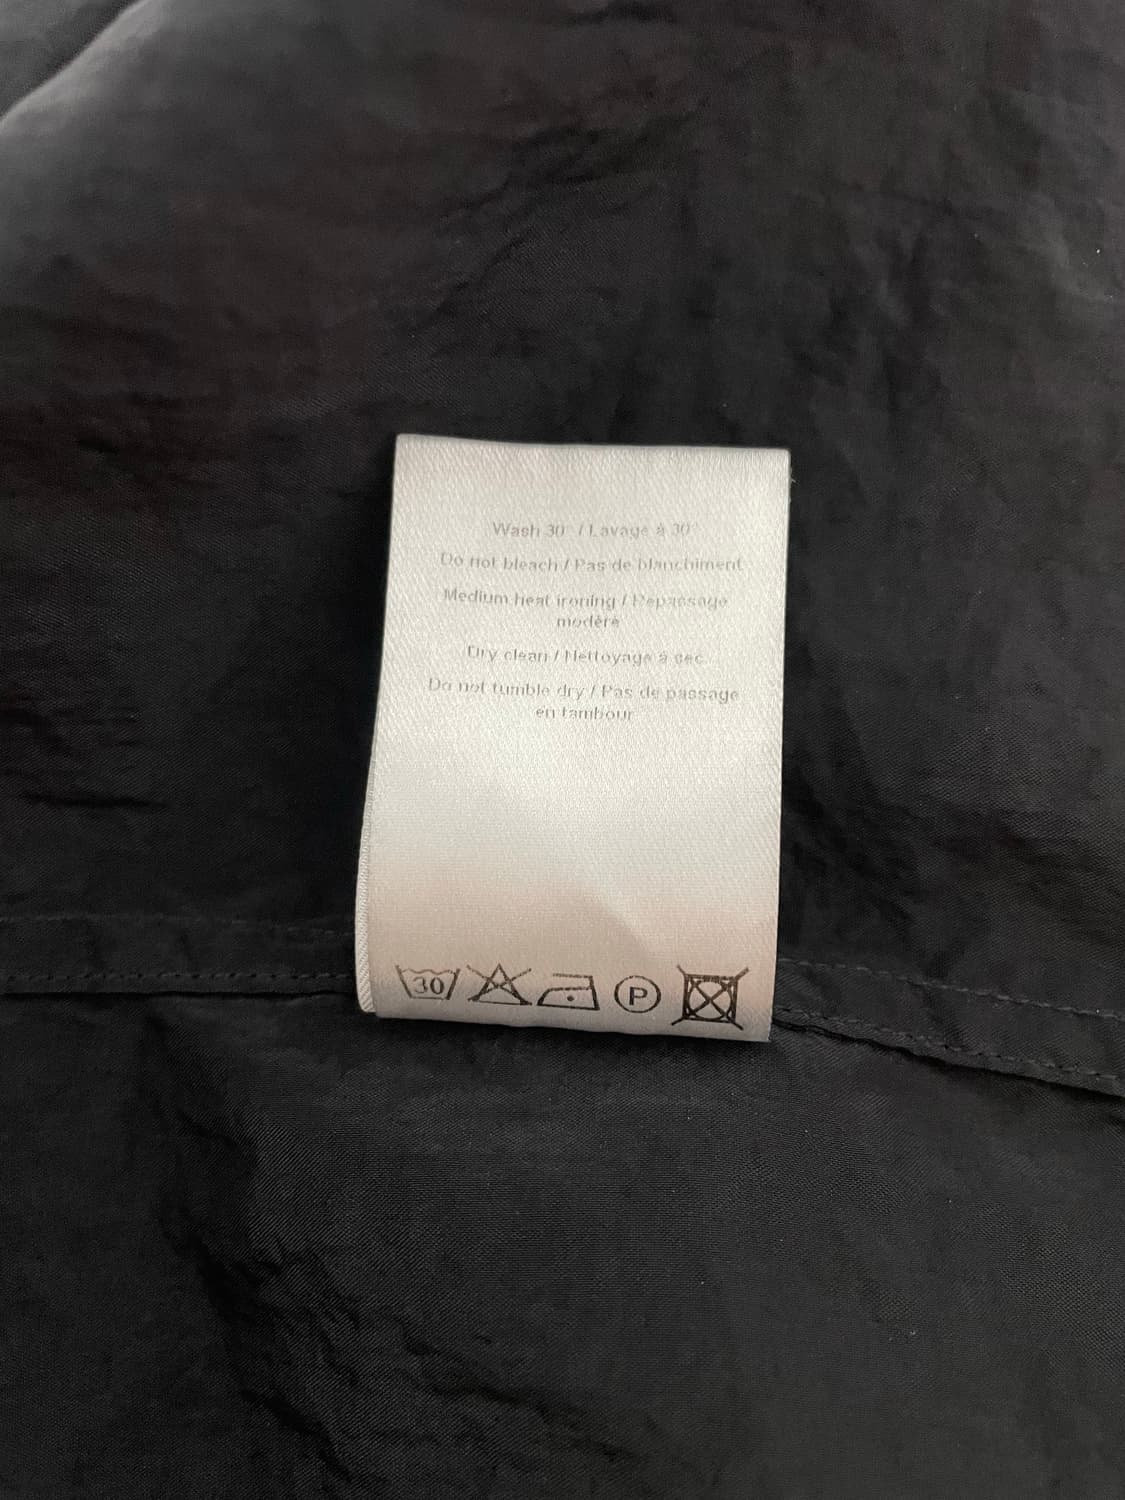 Wash 30° / Lavage à 30°
Do not bleach / Pas de blanchiment
Medium heat ironing / Repassage
modéré
Dry clean / Nettoyage à sec
Do not tumble dry / Pas de passage
en tambour
30 P